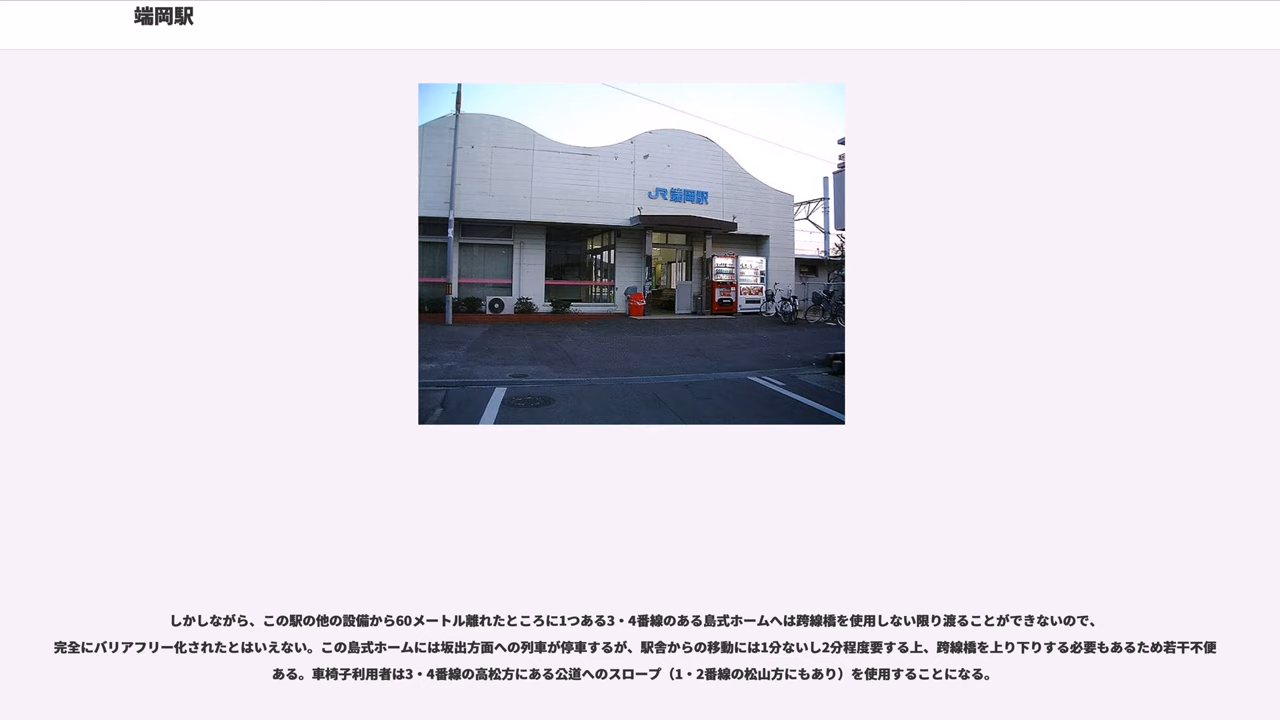 端岡駅
JR 端岡駅
しかしながら、この駅の他の設備から60メートル離れたところに1つある3・4番線のある島式ホームへは跨線橋を使用しない限り渡ることができないので、
完全にバリアフリー化されたとはいえない。この島式ホームには坂出方面への列車が停車するが、駅舎からの移動には1分ないし2分程度要する上、跨線橋を上り下りする必要もあるため若干不便
ある。車椅子利用者は3・4番線の高松方にある公道へのスロープ（1・2番線の松山方にもあり）を使用することになる。